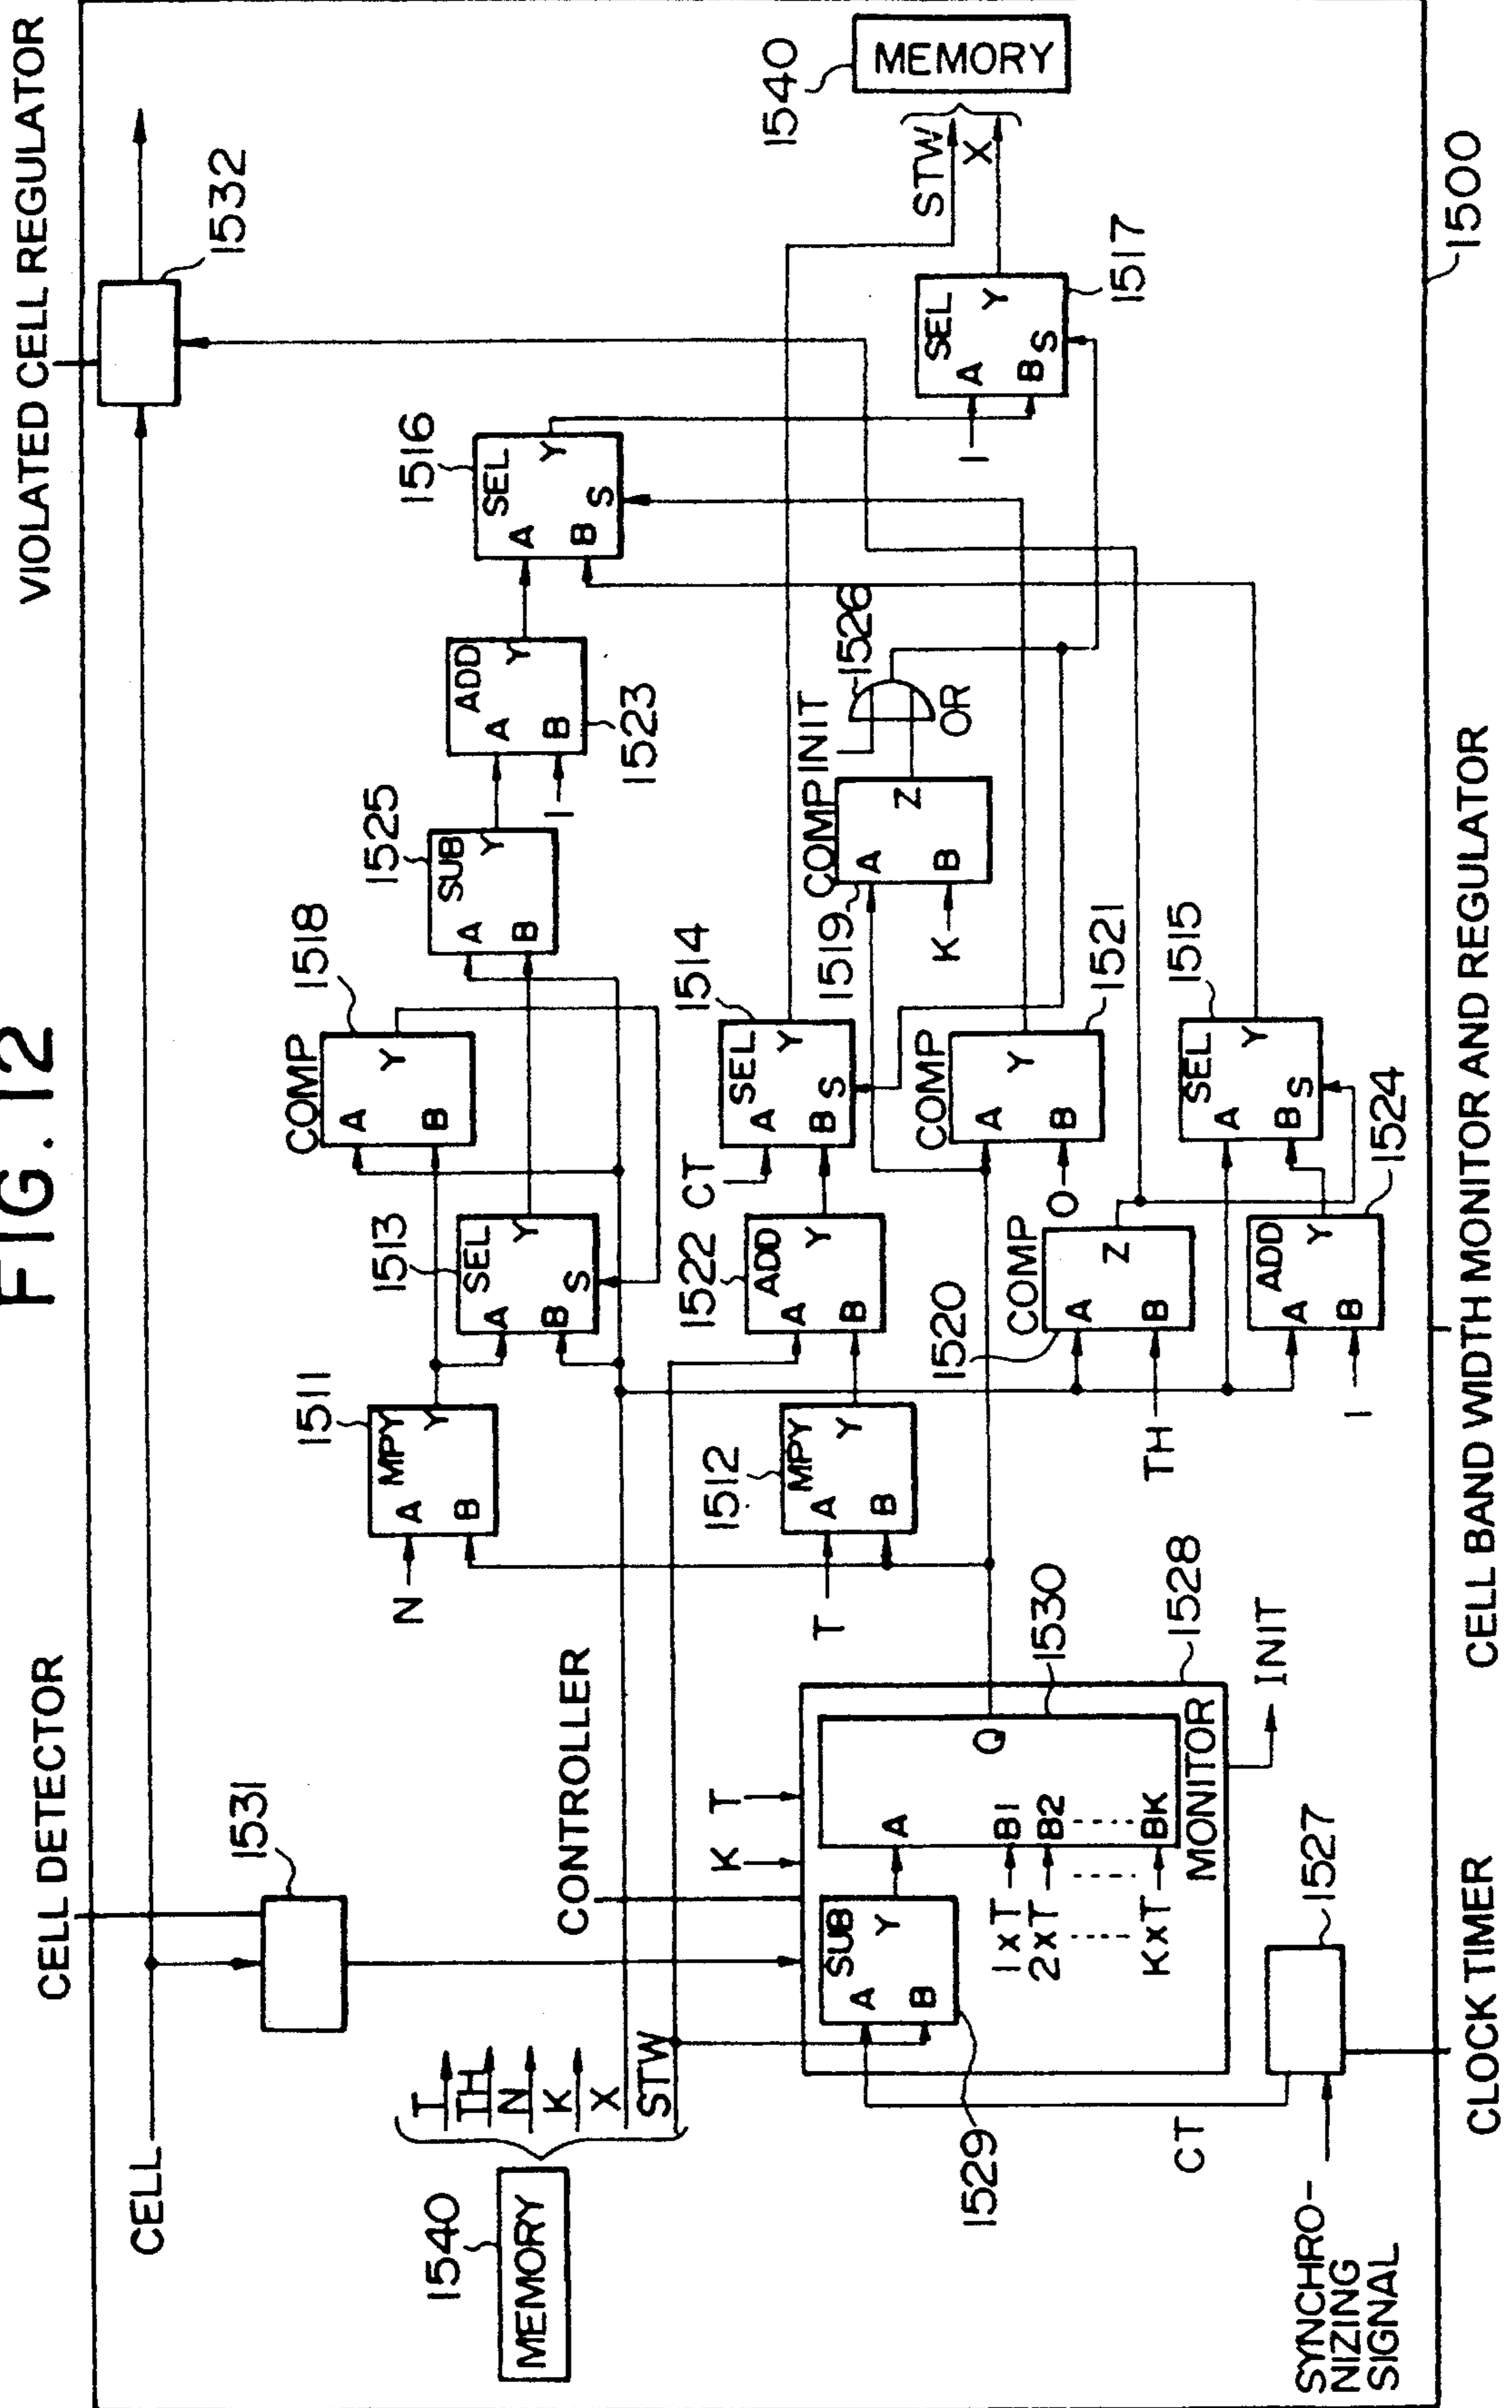 FIG. 12
CELL DETECTOR
VIOLATED CELL REGULATOR
CELL
1531
1532
1540
MEMORY
T
TH
N
K
X
STW
CONTROLLER
K
T
1529
SUB
A
B
Y
1×T
2×T
K×T
A
B1
B2
BK
Q
MONITOR
1530
1528
INIT
CT
SYNCHRO-
NIZING
SIGNAL
1527
CLOCK TIMER
N
1511
MPY
A
B
Y
T
1512
MPY
A
B
Y
1513
SEL
A
B
S
Y
COMP
1518
A
B
Y
1525
SUB
A
B
Y
1
ADD
A
B
Y
1523
1516
SEL
A
B
S
Y
1522
ADD
A
B
Y
CT
1514
SEL
A
B
S
Y
1519
COMP
A
B
Z
K
INIT
1526
OR
COMP
A
B
Y
0
1521
1520
COMP
A
B
Z
TH
1515
SEL
A
B
S
Y
ADD
A
B
Y
1
1524
1
SEL
A
B
S
Y
1517
STW
X
1540
MEMORY
1500
CELL BAND WIDTH MONITOR AND REGULATOR